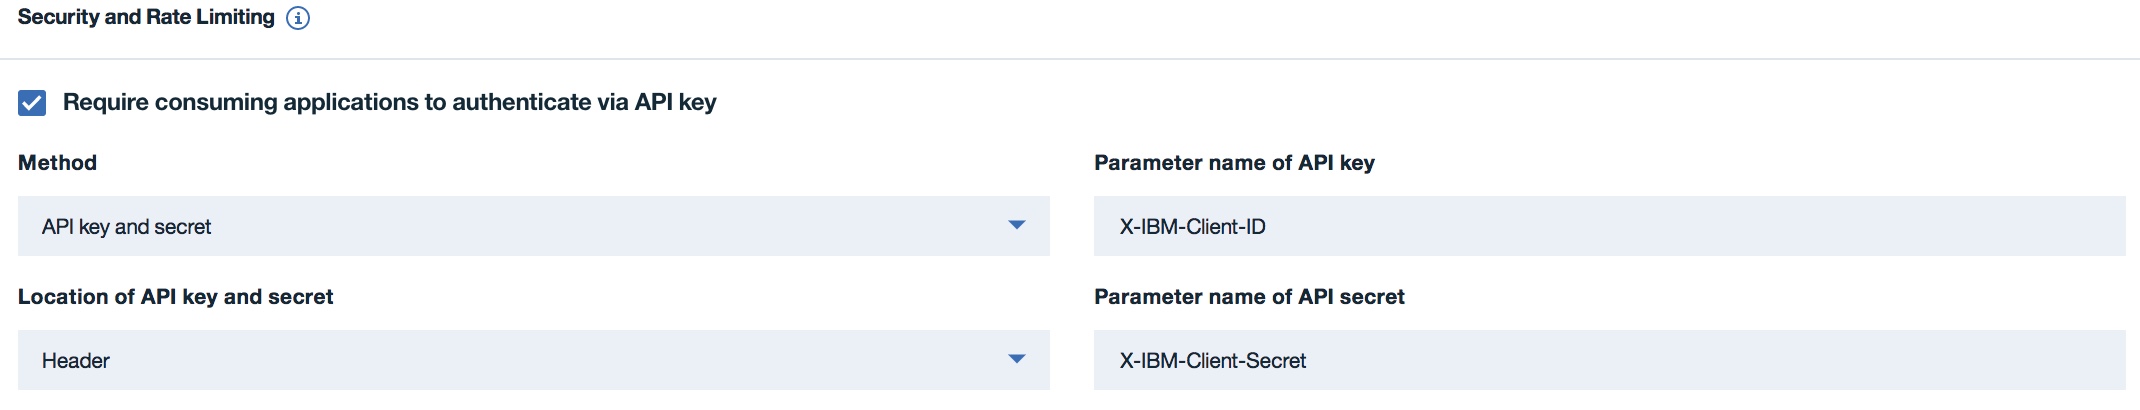 Security and Rate Limiting
Require consuming applications to authenticate via API key
Method
Parameter name of API key
API key and secret
X-IBM-Client-ID
Location of API key and secret
Parameter name of API secret
Header
X-IBM-Client-Secret